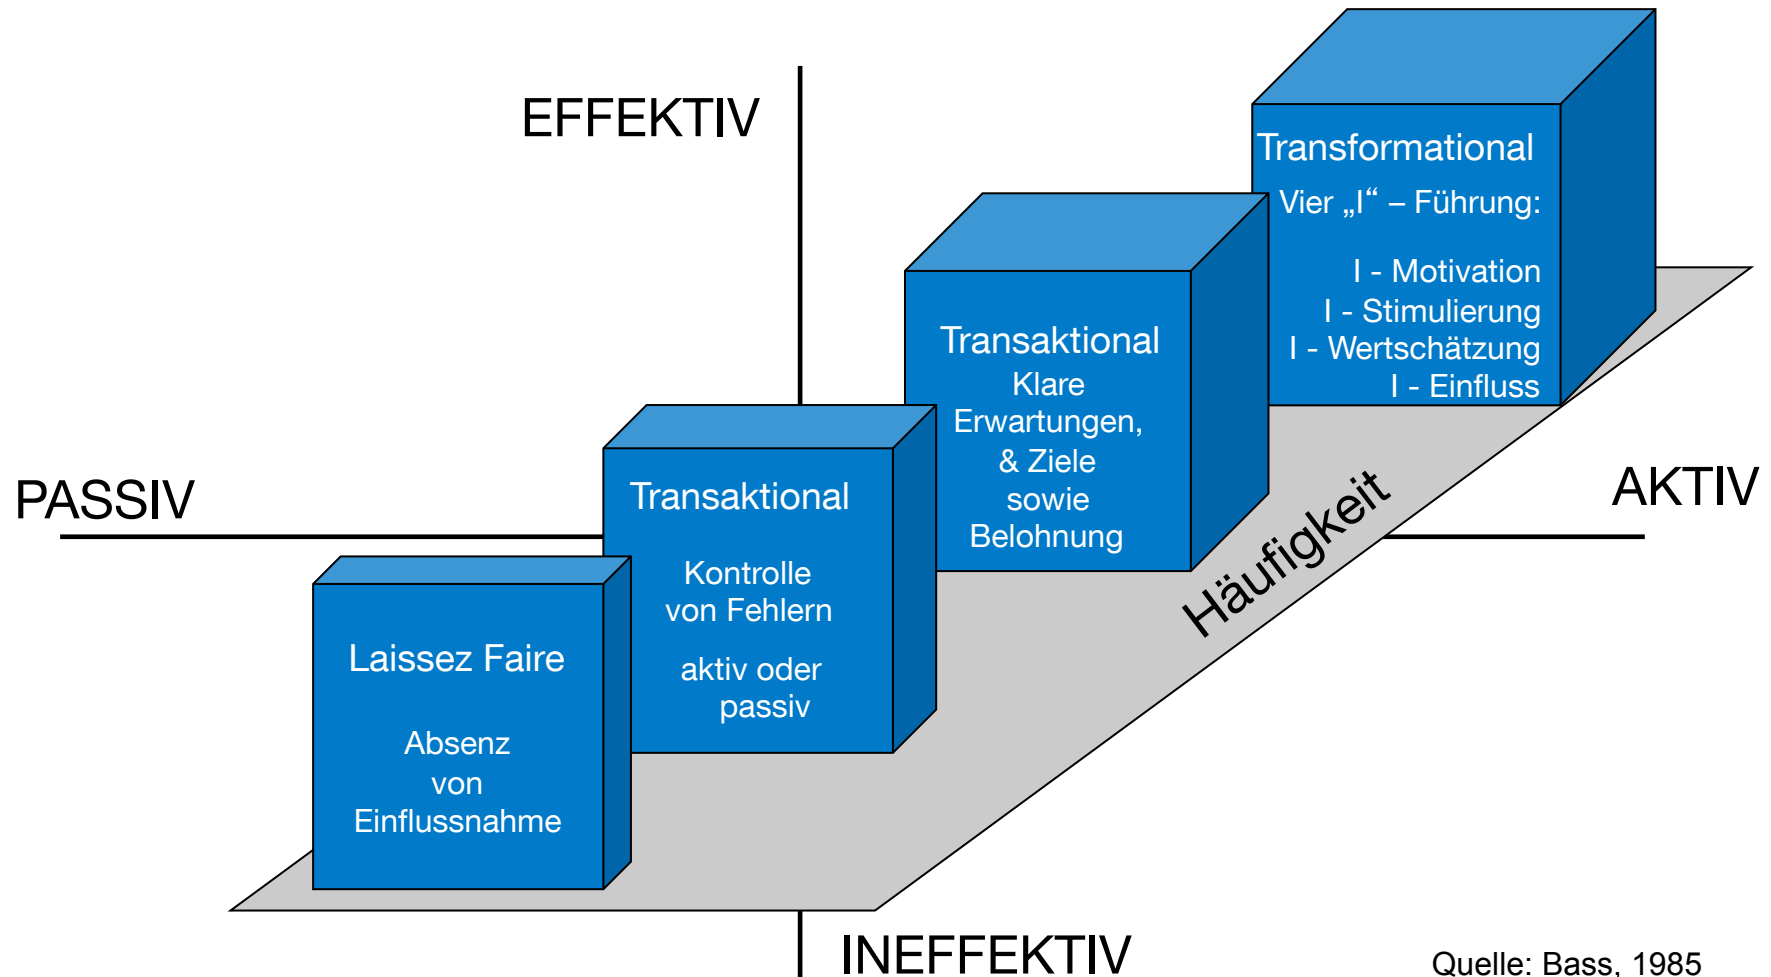 EFFEKTIV
Transformational
Vier „I“ – Führung:
I - Motivation
I - Stimulierung
I - Wertschätzung
I - Einfluss
Transaktional
Klare
Erwartungen,
& Ziele
sowie
Belohnung
PASSIV
AKTIV
Transaktional
Kontrolle
von Fehlern
aktiv oder
passiv
Häufigkeit
Laissez Faire
Absenz
von
Einflussnahme
INEFFEKTIV
Quelle: Bass, 1985